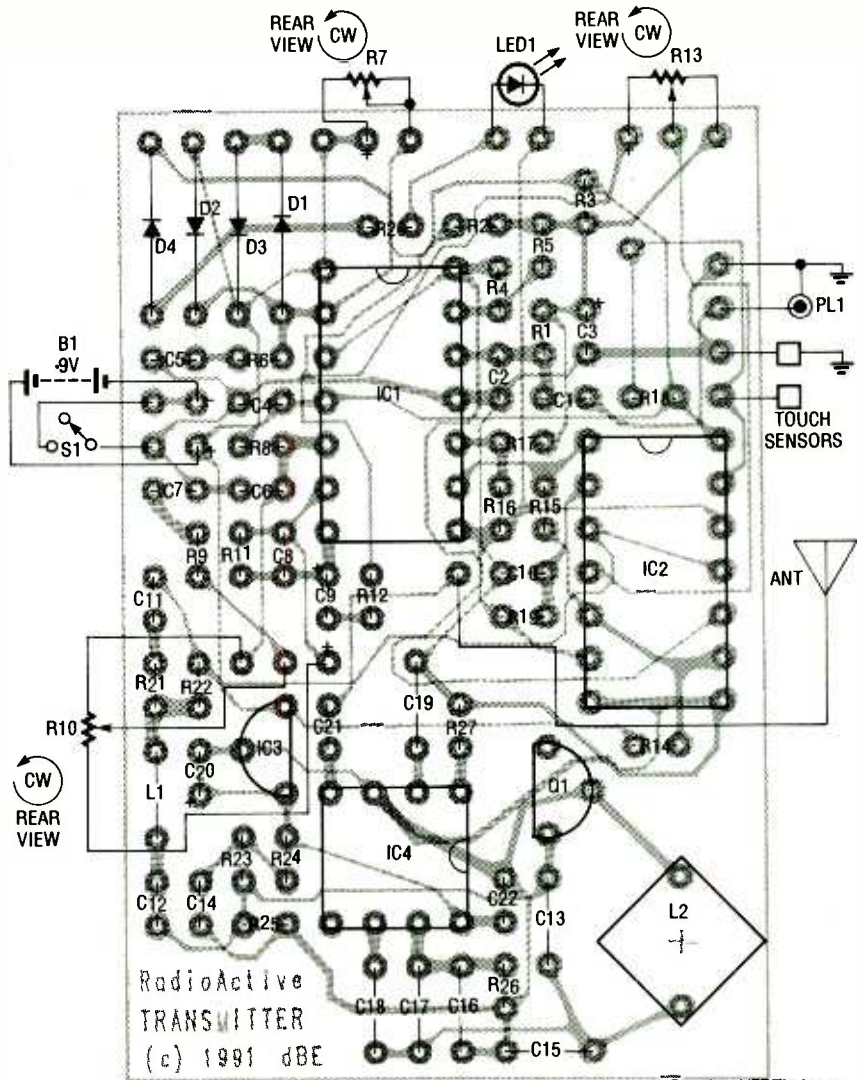 REAR
VIEW
CW
R7
LED1
REAR
VIEW
CW
R13
D1
D2
D3
D4
R2
R3
R5
R4
PL1
B1
9V
C5
R6
R1
C3
C4
IC1
C2
C1
TOUCH
SENSORS
S1
R8
R17
C7
C6
R16
R15
R9
R11
C8
IC2
ANT
C11
C9
R12
R21
R22
C19
R10
C21
R27
IC3
R14
CW
REAR
VIEW
C20
L1
Q1
IC4
R23
R24
C12
C14
C22
C13
L2
R25
RadioActive
TRANSMITTER
(c) 1991 dBE
R26
C18
C17
C16
C15